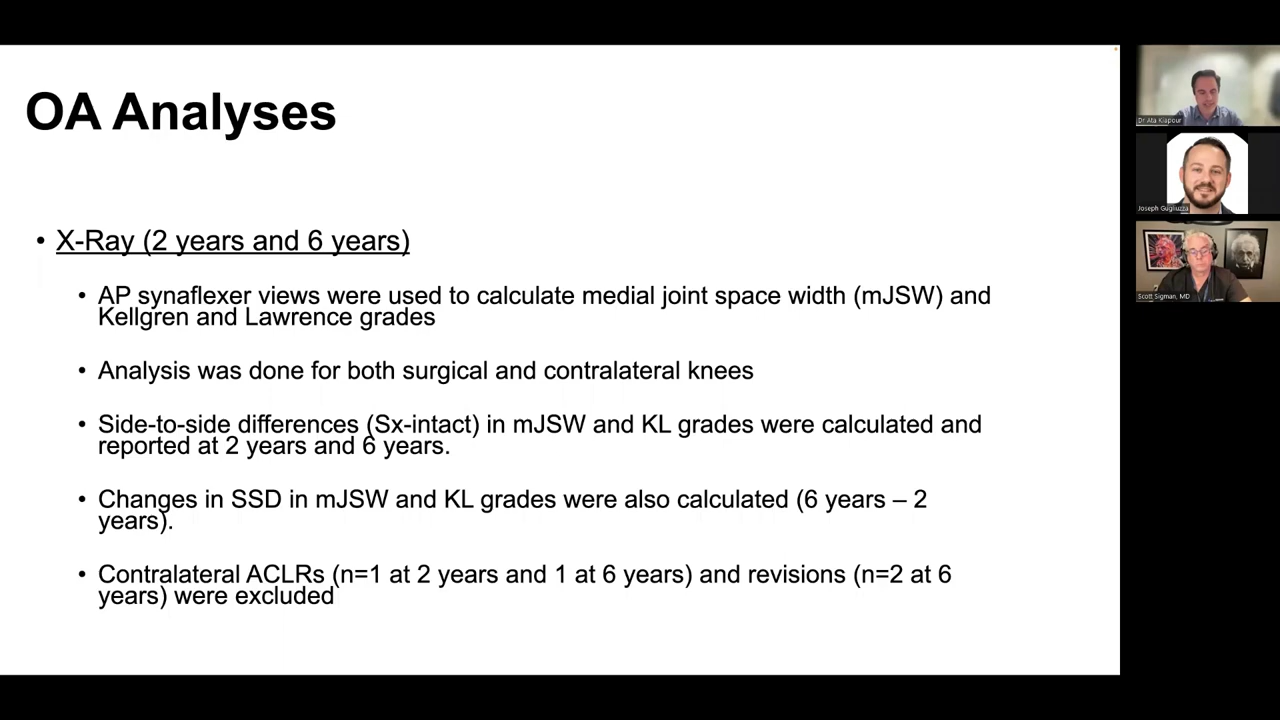 OA Analyses
• X-Ray (2 years and 6 years)
• AP synaflexer views were used to calculate medial joint space width (mJSW) and
Kellgren and Lawrence grades
• Analysis was done for both surgical and contralateral knees
• Side-to-side differences (Sx-intact) in mJSW and KL grades were calculated and
reported at 2 years and 6 years.
• Changes in SSD in mJSW and KL grades were also calculated (6 years – 2
years).
• Contralateral ACLRs (n=1 at 2 years and 1 at 6 years) and revisions (n=2 at 6
years) were excluded
Dr Ata Kiapour
Joseph Gugliuzza
Scott Sigman, MD